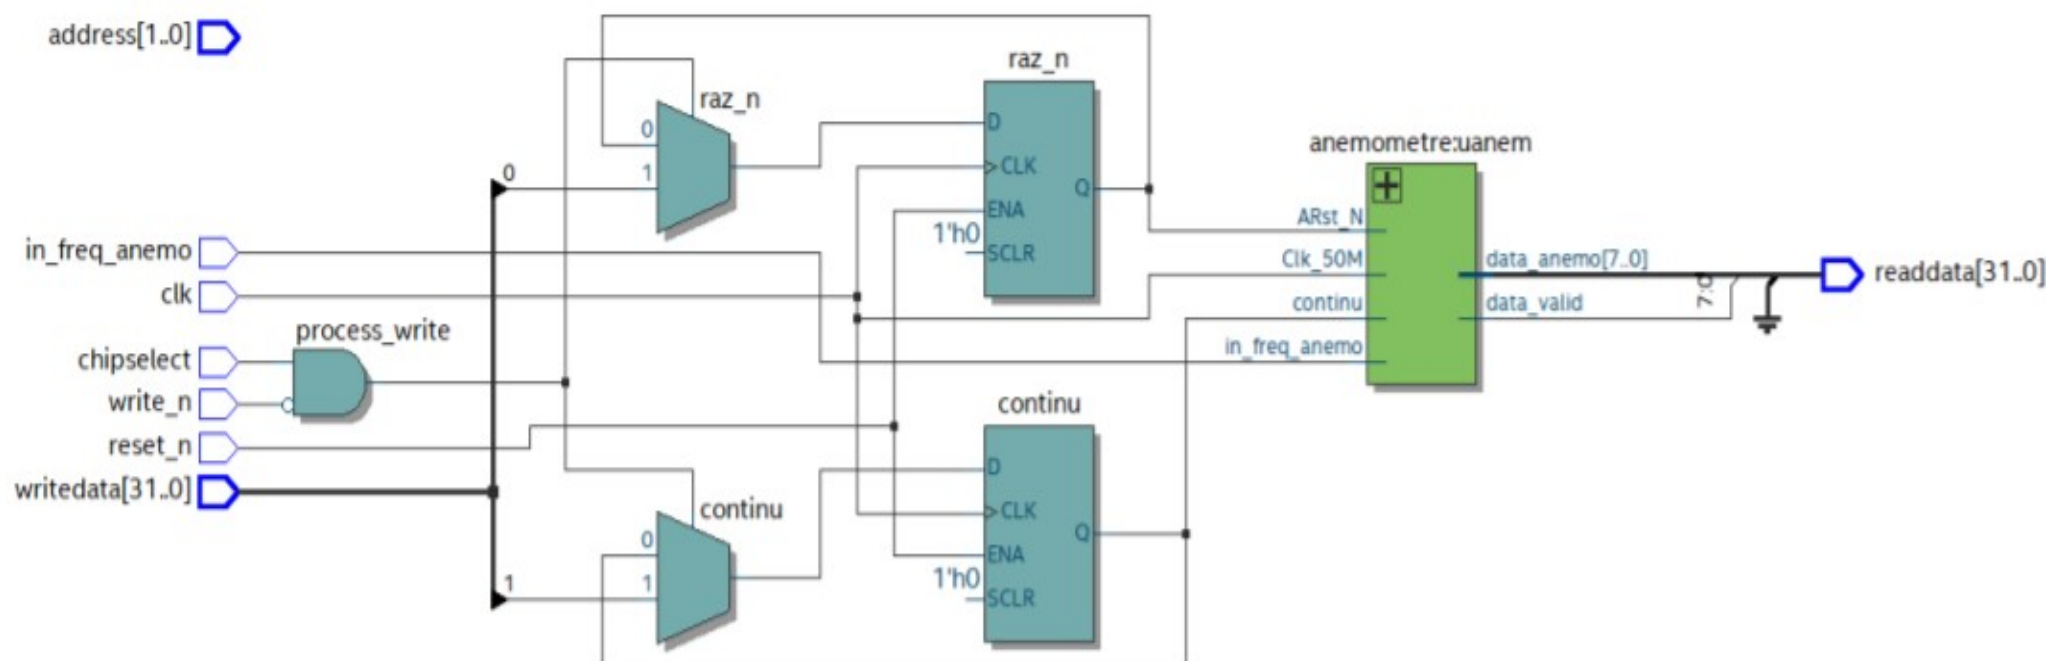 address[1..0]
raz_n
raz_n
0
1
D
CLK
Q
ENA
1'h0
SCLR
0
anemometre:uanem
ARst_N
Clk_50M
continu
in_freq_anemo
data_anemo[7..0]
data_valid
7:0
readdata[31..0]
in_freq_anemo
clk
process_write
chipselect
write_n
reset_n
writedata[31..0]
continu
continu
0
1
1
D
CLK
Q
ENA
1'h0
SCLR